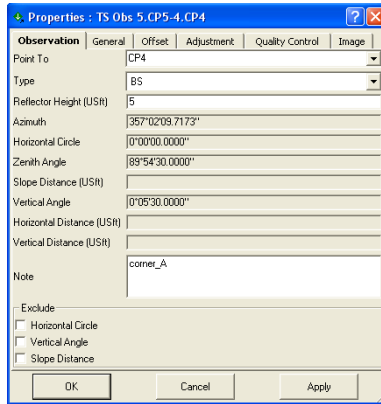 Properties : TS Obs 5.CP5-4.CP4
Observation General Offset Adjustment Quality Control Image
Point To CP4
Type BS
Reflector Height (USft) 5
Azimuth 357°02'09.7173"
Horizontal Circle 0°00'00.0000"
Zenith Angle 89°54'30.0000"
Slope Distance (USft)
Vertical Angle 0°05'30.0000"
Horizontal Distance (USft)
Vertical Distance (USft)
Note corner_A
Exclude
Horizontal Circle
Vertical Angle
Slope Distance
OK Cancel Apply